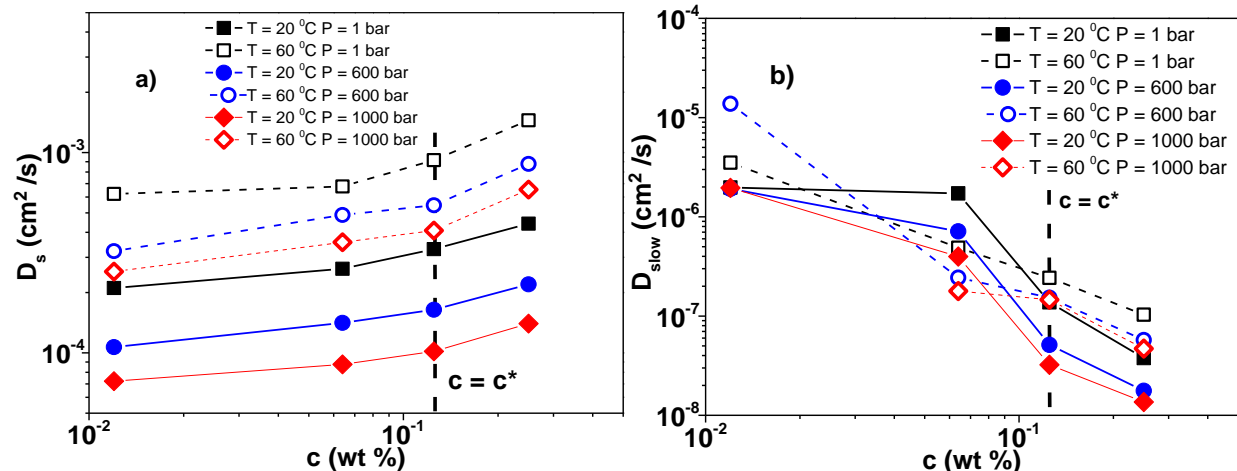 a)
T = 20 ⁰C P = 1 bar
T = 60 ⁰C P = 1 bar
T = 20 ⁰C P = 600 bar
T = 60 ⁰C P = 600 bar
T = 20 ⁰C P = 1000 bar
T = 60 ⁰C P = 1000 bar
10⁻³
10⁻⁴
Dₛ (cm² /s)
c = c*
10⁻² 10⁻¹
c (wt %)
b)
T = 20 ⁰C P = 1 bar
T = 60 ⁰C P = 1 bar
T = 20 ⁰C P = 600 bar
T = 60 ⁰C P = 600 bar
T = 20 ⁰C P = 1000 bar
T = 60 ⁰C P = 1000 bar
10⁻⁴
10⁻⁵
10⁻⁶
10⁻⁷
10⁻⁸
D_slow (cm² /s)
c = c*
10⁻² 10⁻¹
c (wt %)